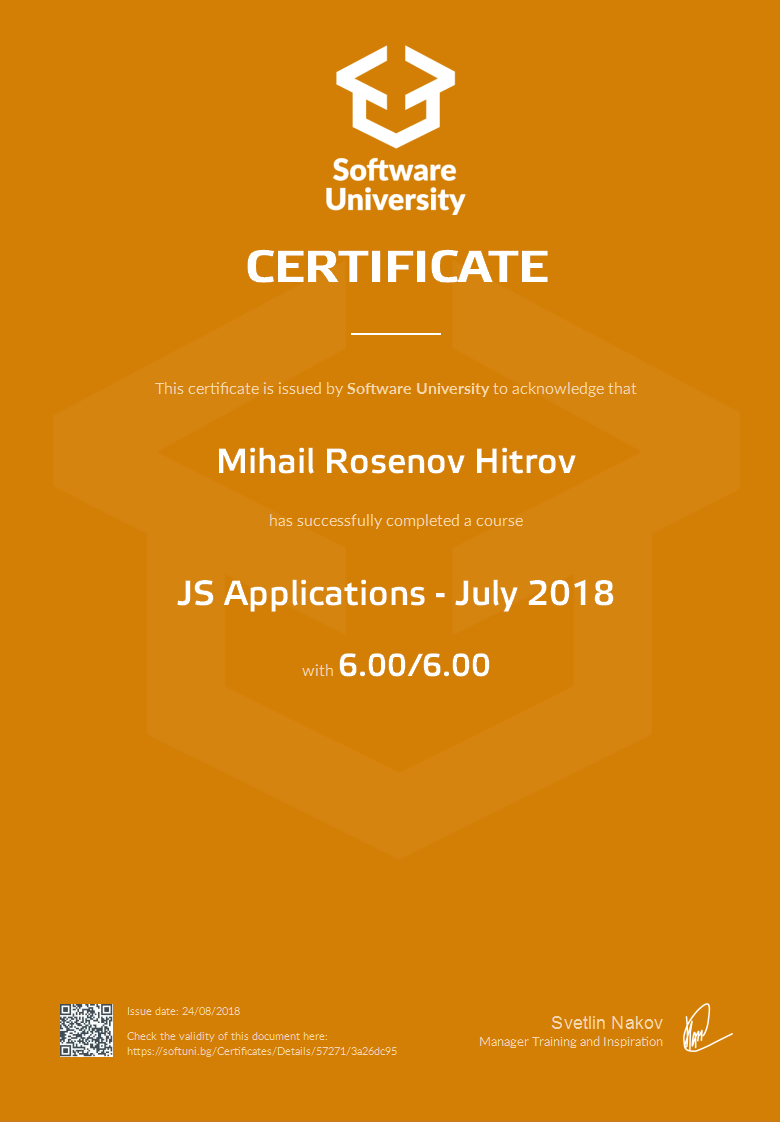 Software
University
CERTIFICATE
This certificate is issued by Software University to acknowledge that
Mihail Rosenov Hitrov
has successfully completed a course
JS Applications - July 2018
with 6.00/6.00
Issue date: 24/08/2018
Check the validity of this document here:
https://softuni.bg/Certificates/Details/57271/3a26dc95
Svetlin Nakov
Manager Training and Inspiration